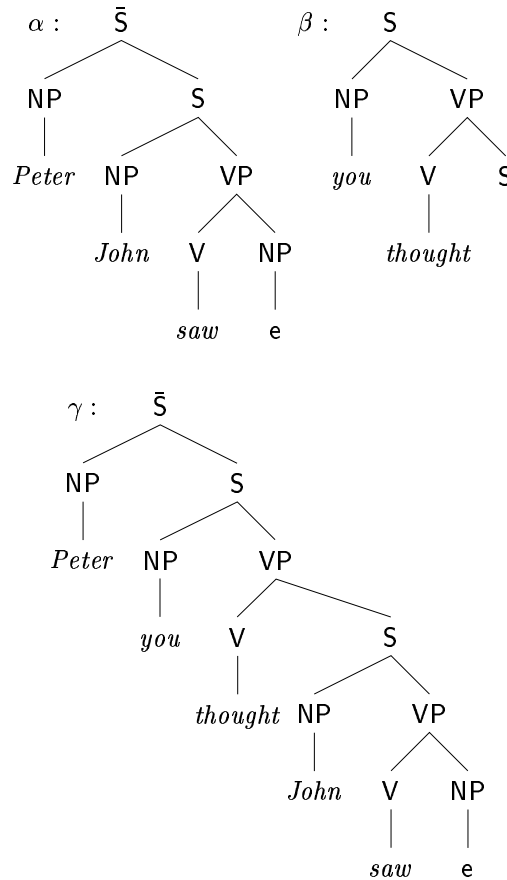 α : S̄ β : S
NP S NP VP
Peter NP VP you V S
John V NP thought
saw e
γ : S̄
NP S
Peter NP VP
you V S
thought NP VP
John V NP
saw e